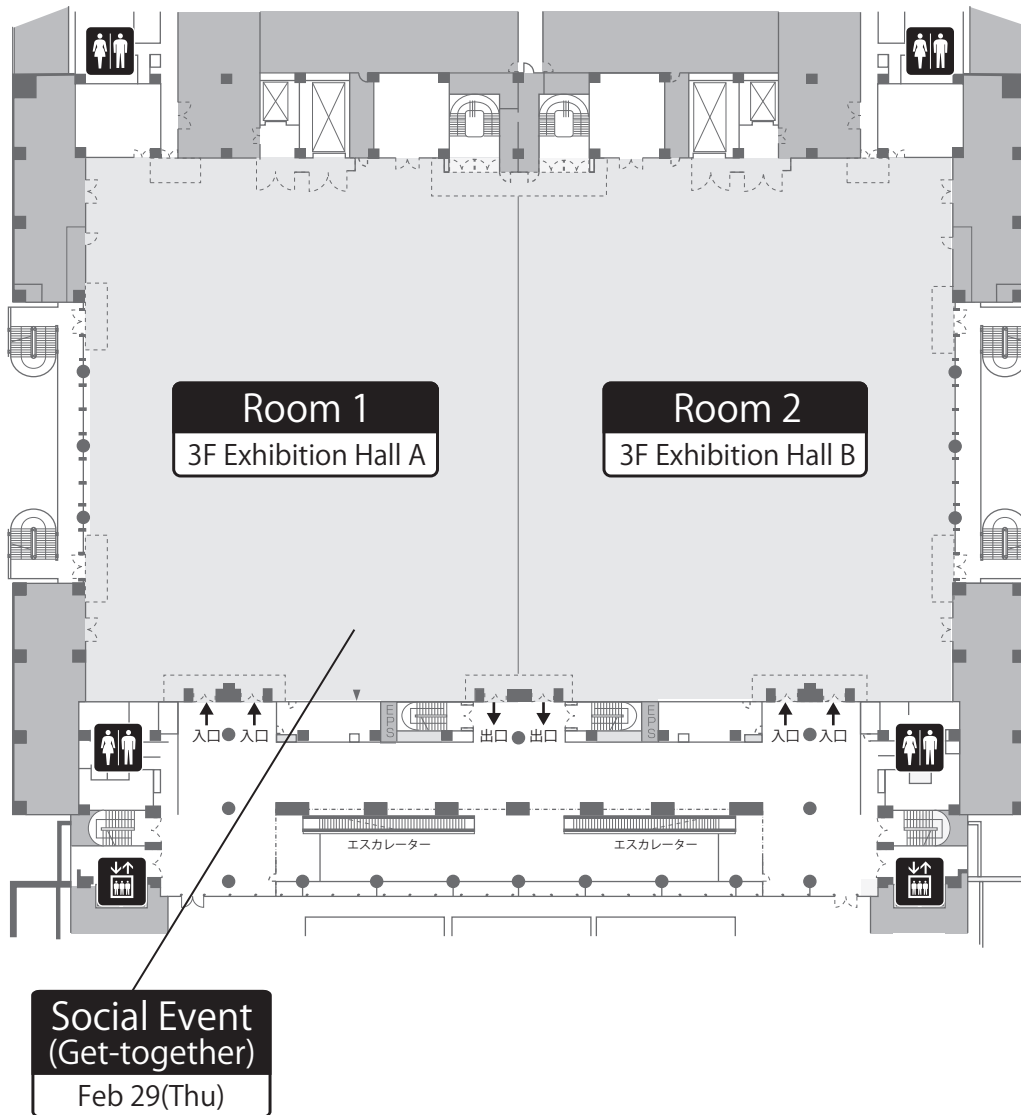 Room 1
3F Exhibition Hall A
Room 2
3F Exhibition Hall B
EPS
EPS
入口 入口
出口 出口
入口 入口
エスカレーター
エスカレーター
Social Event
(Get-together)
Feb 29(Thu)